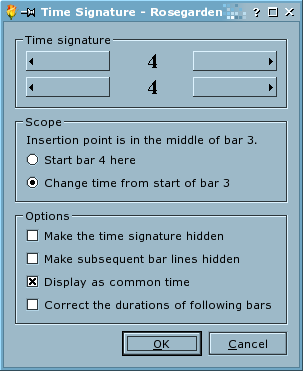 Time Signature - Rosegarden
Time signature
4
4
Scope
Insertion point is in the middle of bar 3.
Start bar 4 here
Change time from start of bar 3
Options
Make the time signature hidden
Make subsequent bar lines hidden
Display as common time
Correct the durations of following bars
OK
Cancel